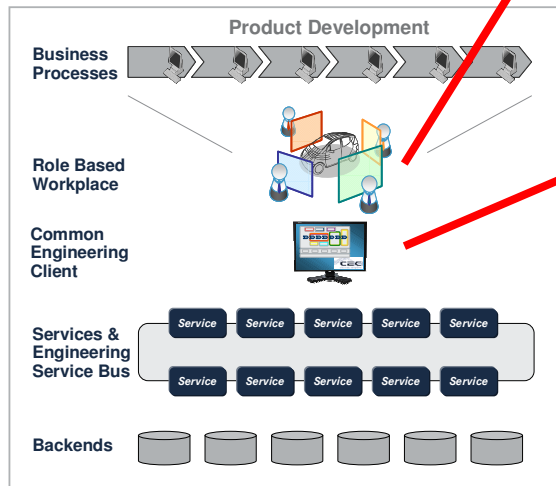 Product Development
Business
Processes
Role Based
Workplace
Common
Engineering
Client
CEC
Services &
Engineering
Service Bus
Service Service Service Service Service
Service Service Service Service Service
Backends